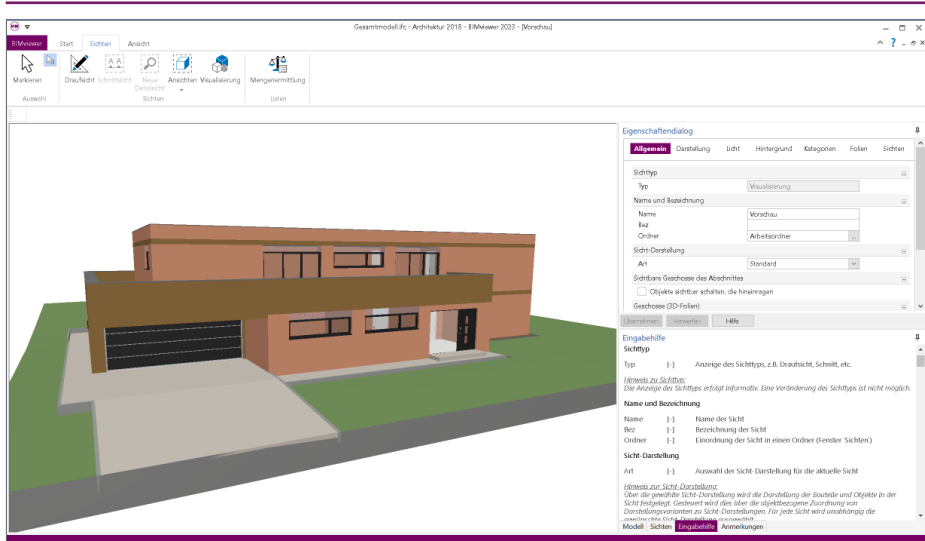 Gesamtmodell.ifc - Architektur 2018 - BIMviewer 2023 - [Vorschau]
BIMviewer Start Sichten Ansicht
Markieren Draufsicht Schnittsicht Neue Detailsicht Ansichten Visualisierung Mengenermittlung
Auswahl Sichten Listen
Eigenschaftendialog
Allgemein Darstellung Licht Hintergrund Kategorien Folien Sichten
Sichttyp
Typ Visualisierung
Name und Bezeichnung
Name Vorschau
Bez
Ordner Arbeitsordner ...
Sicht-Darstellung
Art Standard
Sichtbare Geschosse des Abschnittes
Objekte sichtbar schalten, die hineinragen
Geschosse (3D-Folien)
Übernehmen Verwerfen Hilfe
Eingabehilfe
Sichttyp
Typ [-] Anzeige des Sichttyps, z.B. Draufsicht, Schnitt, etc.
Hinweis zu Sichttyp:
Die Anzeige des Sichttyps erfolgt informativ. Eine Veränderung des Sichttyps ist nicht möglich.
Name und Bezeichnung
Name [-] Name der Sicht
Bez [-] Bezeichnung der Sicht
Ordner [-] Einordnung der Sicht in einen Ordner (Fenster 'Sichten')
Sicht-Darstellung
Art [-] Auswahl der Sicht-Darstellung für die aktuelle Sicht
Hinweis zur Sicht-Darstellung:
Über die gewählte Sicht-Darstellung wird die Darstellung der Bauteile und Objekte in der
Sicht festgelegt. Gesteuert wird dies über die objektbezogene Zuordnung von
Darstellungsvarianten zu Sicht-Darstellungen. Für jede Sicht wird unabhängig die
gewünschte Sicht-Darstellung ausgewählt.
Modell Sichten Eingabehilfe Anmerkungen